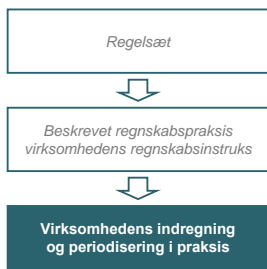 Regelsæt
Beskrevet regnskabspraksis
virksomhedens regnskabsinstruks
Virksomhedens indregning
og periodisering i praksis